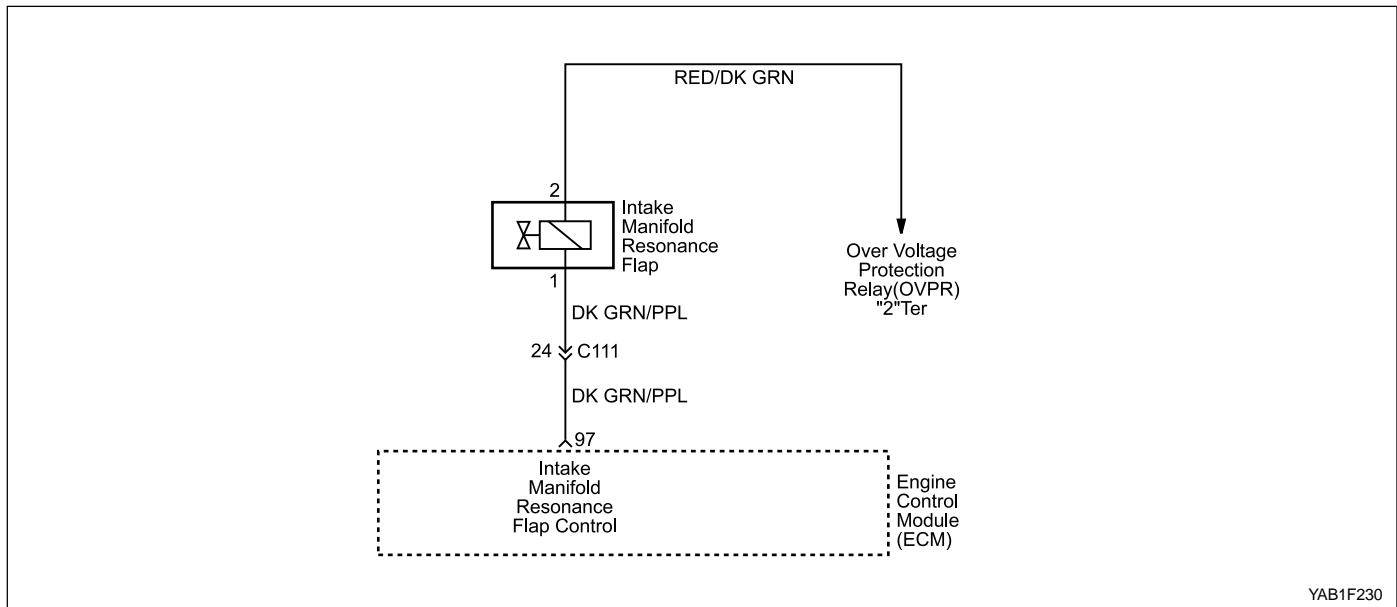 RED/DK GRN
2
Intake
Manifold
Resonance
Flap
Over Voltage
Protection
Relay(OVPR)
"2"Ter
1
DK GRN/PPL
24 C111
DK GRN/PPL
97
Intake
Manifold
Resonance
Flap Control
Engine
Control
Module
(ECM)
YAB1F230